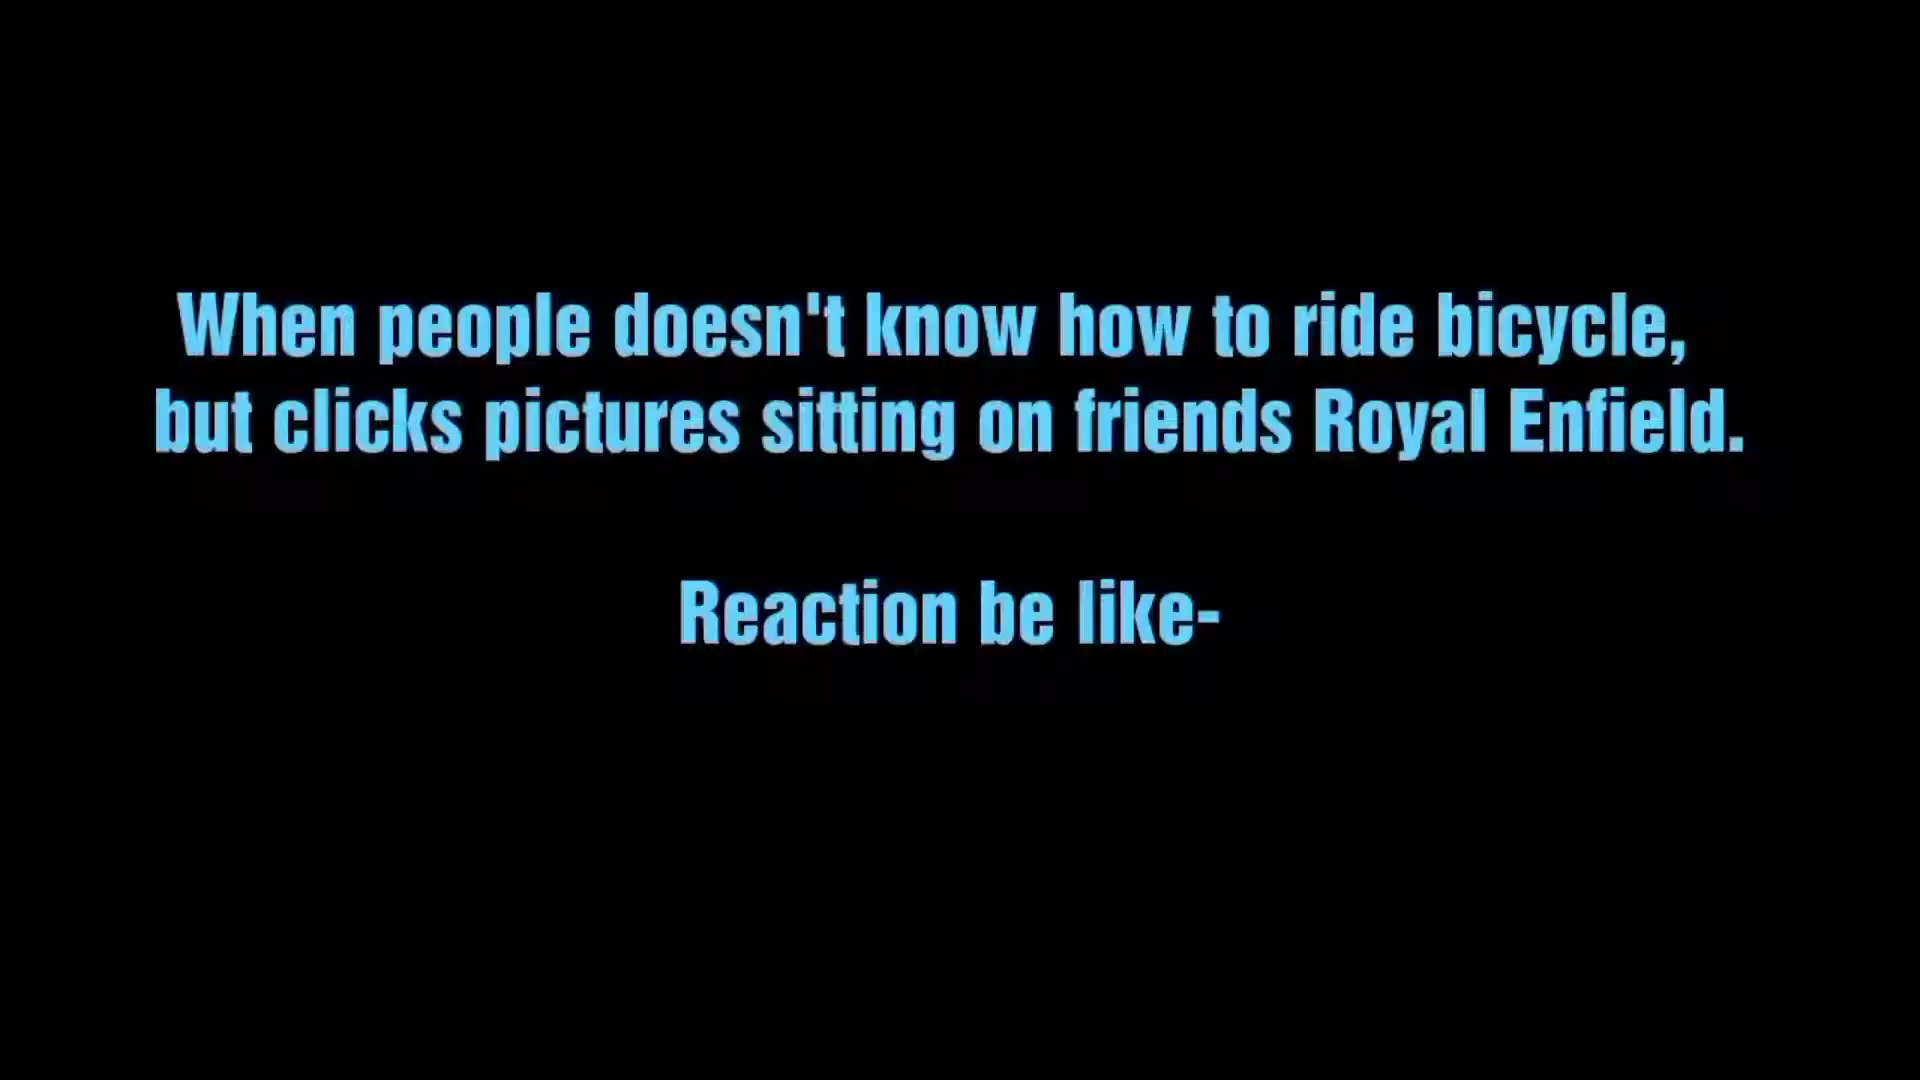 When people doesn't know how to ride bicycle,
but clicks pictures sitting on friends Royal Enfield.
Reaction be like-